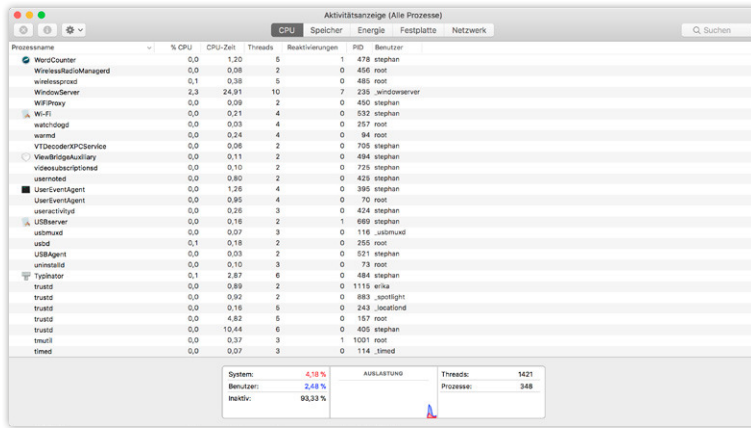 Aktivitätsanzeige (Alle Prozesse)
CPU Speicher Energie Festplatte Netzwerk Suchen
Prozessname % CPU CPU-Zeit Threads Reaktivierungen PID Benutzer
WordCounter 0,0 1,20 5 1 478 stephan
WirelessRadioManagerd 0,0 0,08 2 0 456 root
wirelessproxd 0,1 0,38 5 0 485 root
WindowServer 2,3 24,91 10 7 235 _windowserver
WiFiProxy 0,0 0,09 2 0 450 stephan
Wi-Fi 0,0 0,21 4 0 532 stephan
watchdogd 0,0 0,03 4 0 257 root
warmd 0,0 0,24 4 0 94 root
VTDecoderXPCService 0,0 0,06 2 0 705 stephan
ViewBridgeAuxiliary 0,0 0,11 2 0 494 stephan
videosubscriptionsd 0,0 0,10 2 0 725 stephan
usernoted 0,0 0,80 2 0 425 stephan
UserEventAgent 0,0 1,26 4 0 395 stephan
UserEventAgent 0,0 0,95 4 0 70 root
useractivityd 0,0 0,26 3 0 424 stephan
USBserver 0,0 0,16 2 1 669 stephan
usbmuxd 0,0 0,07 3 0 116 _usbmuxd
usbd 0,1 0,18 2 0 255 root
USBAgent 0,0 0,03 2 0 521 stephan
uninstalld 0,0 0,10 3 0 73 root
Typinator 0,1 2,87 6 0 484 stephan
trustd 0,0 0,89 2 0 1115 erika
trustd 0,0 0,92 2 0 883 _spotlight
trustd 0,0 0,16 5 0 243 _locationd
trustd 0,0 4,82 5 0 157 root
trustd 0,0 10,44 6 0 405 stephan
tmutil 0,0 0,37 3 1 1001 root
timed 0,0 0,07 3 0 114 _timed
System: 4,18 % AUSLASTUNG Threads: 1421
Benutzer: 2,48 % Prozesse: 348
Inaktiv: 93,33 %